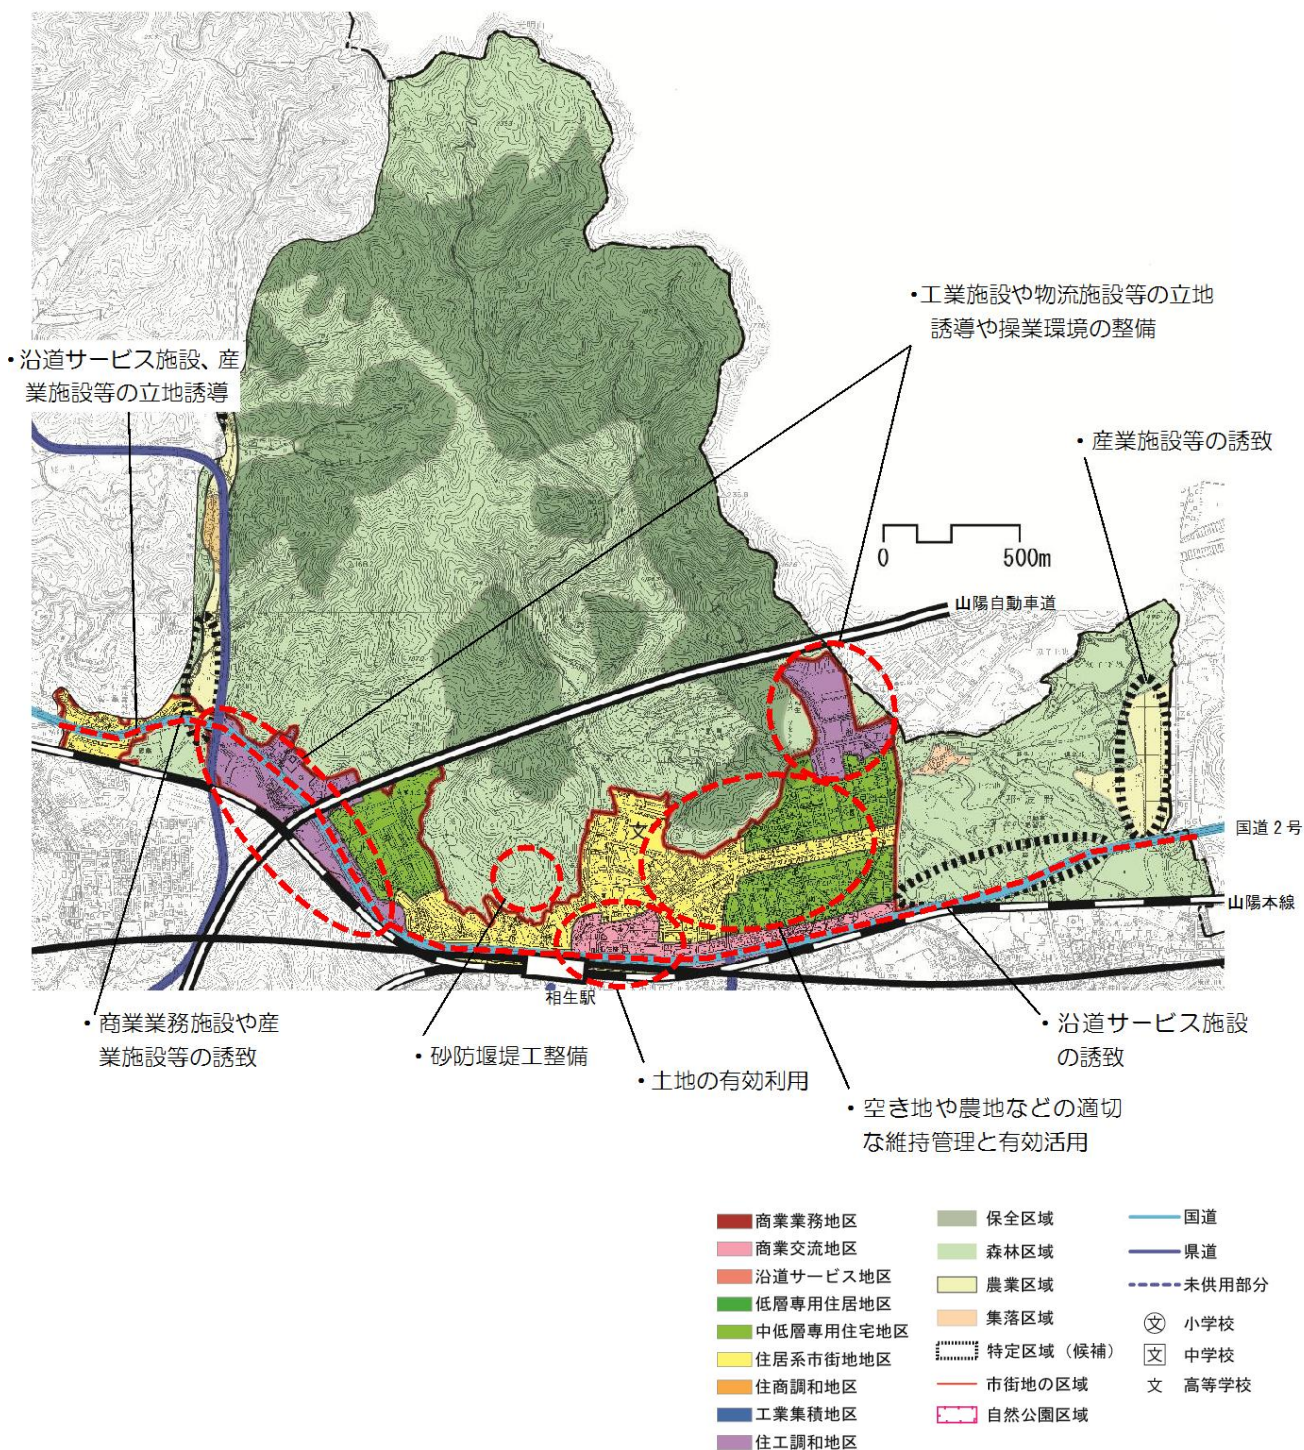 ・工業施設や物流施設等の立地
誘導や操業環境の整備
・沿道サービス施設、産
業施設等の立地誘導
・産業施設等の誘致
0 500m
山陽自動車道
国道2号
山陽本線
文
相生駅
・商業業務施設や産
業施設等の誘致
・砂防堰堤工整備
・土地の有効利用
・沿道サービス施設
の誘致
・空き地や農地などの適切
な維持管理と有効活用
商業業務地区
商業交流地区
沿道サービス地区
低層専用住居地区
中低層専用住宅地区
住居系市街地地区
住商調和地区
工業集積地区
住工調和地区
保全区域
森林区域
農業区域
集落区域
特定区域（候補）
市街地の区域
自然公園区域
国道
県道
未供用部分
文 小学校
文 中学校
文 高等学校